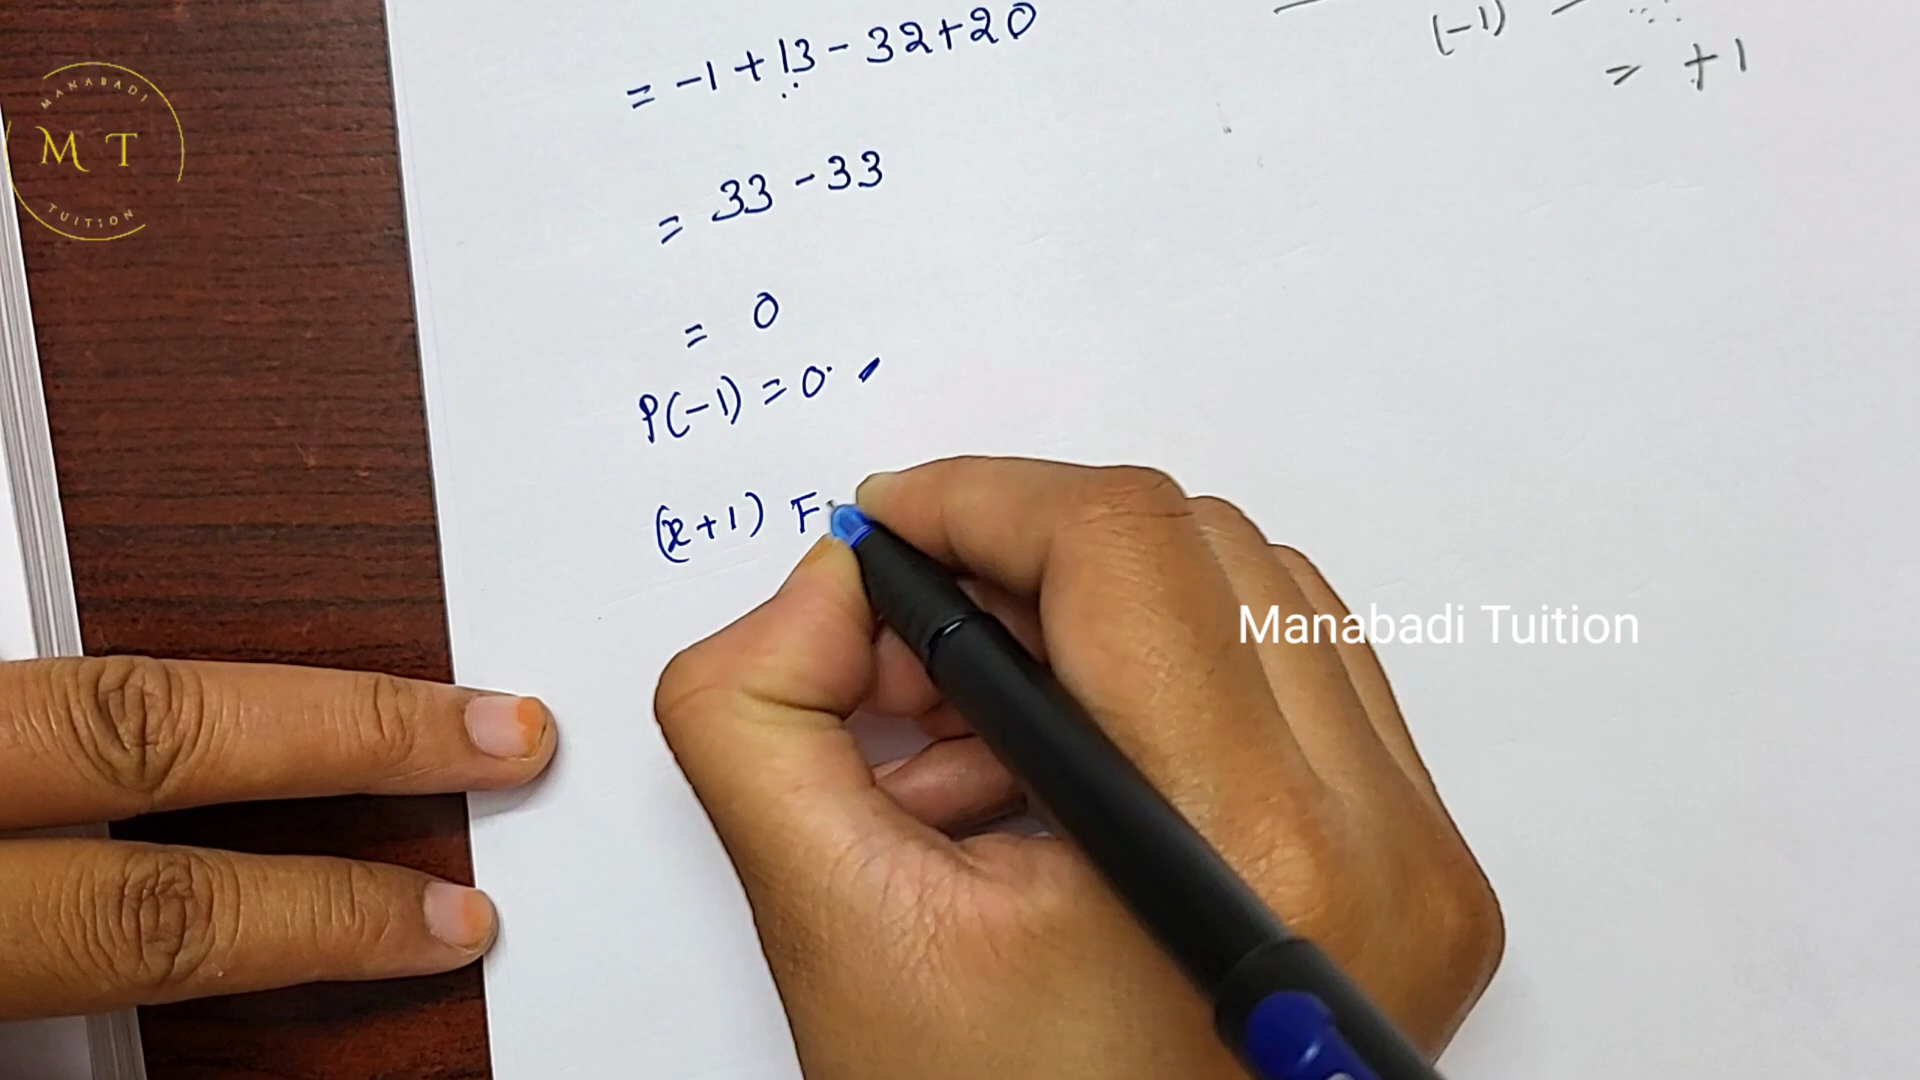 = -1 + 13 - 32 + 20
(-1)
= +1
MANABADI
M T
TUITION
= 33 - 33
= 0
P(-1) = 0
(x+1) F
Manabadi Tuition